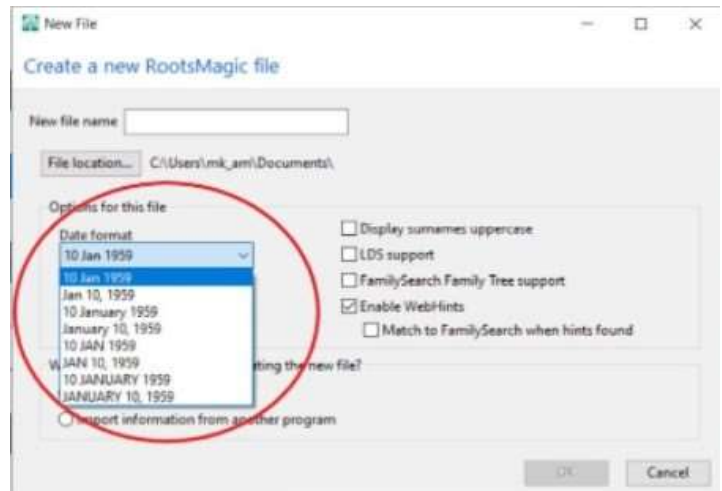 New File
Create a new RootsMagic file
New file name
File location... C:\Users\mk_am\Documents\
Options for this file
Date format
10 Jan 1959
10 Jan 1959
Jan 10, 1959
10 January 1959
January 10, 1959
10 JAN 1959
JAN 10, 1959
10 JANUARY 1959
JANUARY 10, 1959
Display surnames uppercase
LDS support
FamilySearch Family Tree support
Enable WebHints
Match to FamilySearch when hints found
W ating the new file?
Import information from another program
OK Cancel